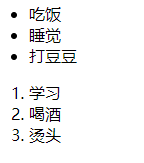 • 吃饭
• 睡觉
• 打豆豆
1. 学习
2. 喝酒
3. 烫头